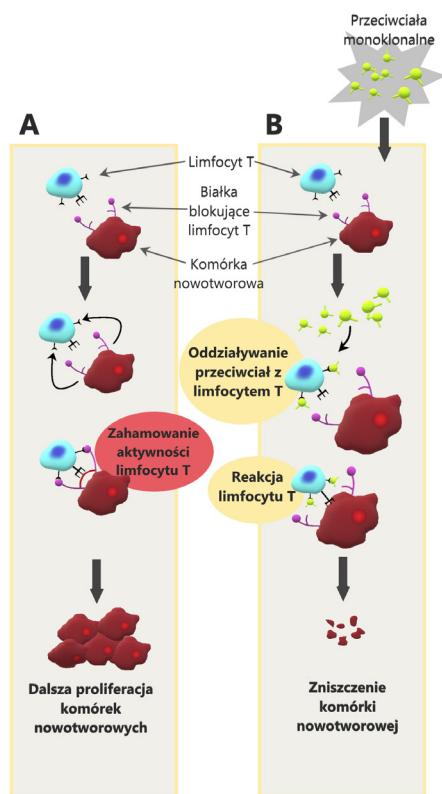 Przeciwciała
monoklonalne
A
B
Limfocyt T
Białka
blokujące
limfocyt T
Komórka
nowotworowa
Oddziaływanie
przeciwciał z
limfocytem T
Zahamowanie
aktywności
limfocytu T
Reakcja
limfocytu T
Dalsza proliferacja
komórek
nowotworowych
Zniszczenie
komórki
nowotworowej